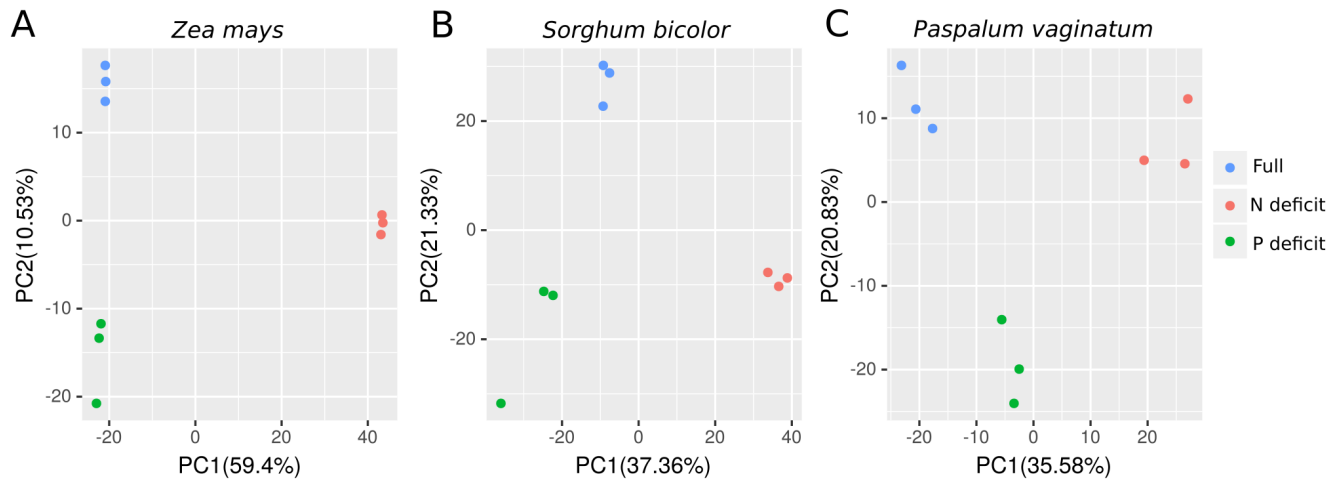 A
Zea mays
PC2(10.53%)
10
0
-10
-20
-20
0
20
40
PC1(59.4%)
B
Sorghum bicolor
PC2(21.33%)
20
0
-20
-20
0
20
40
PC1(37.36%)
C
Paspalum vaginatum
PC2(20.83%)
10
0
-10
-20
-20
-10
0
10
20
PC1(35.58%)
Full
N deficit
P deficit